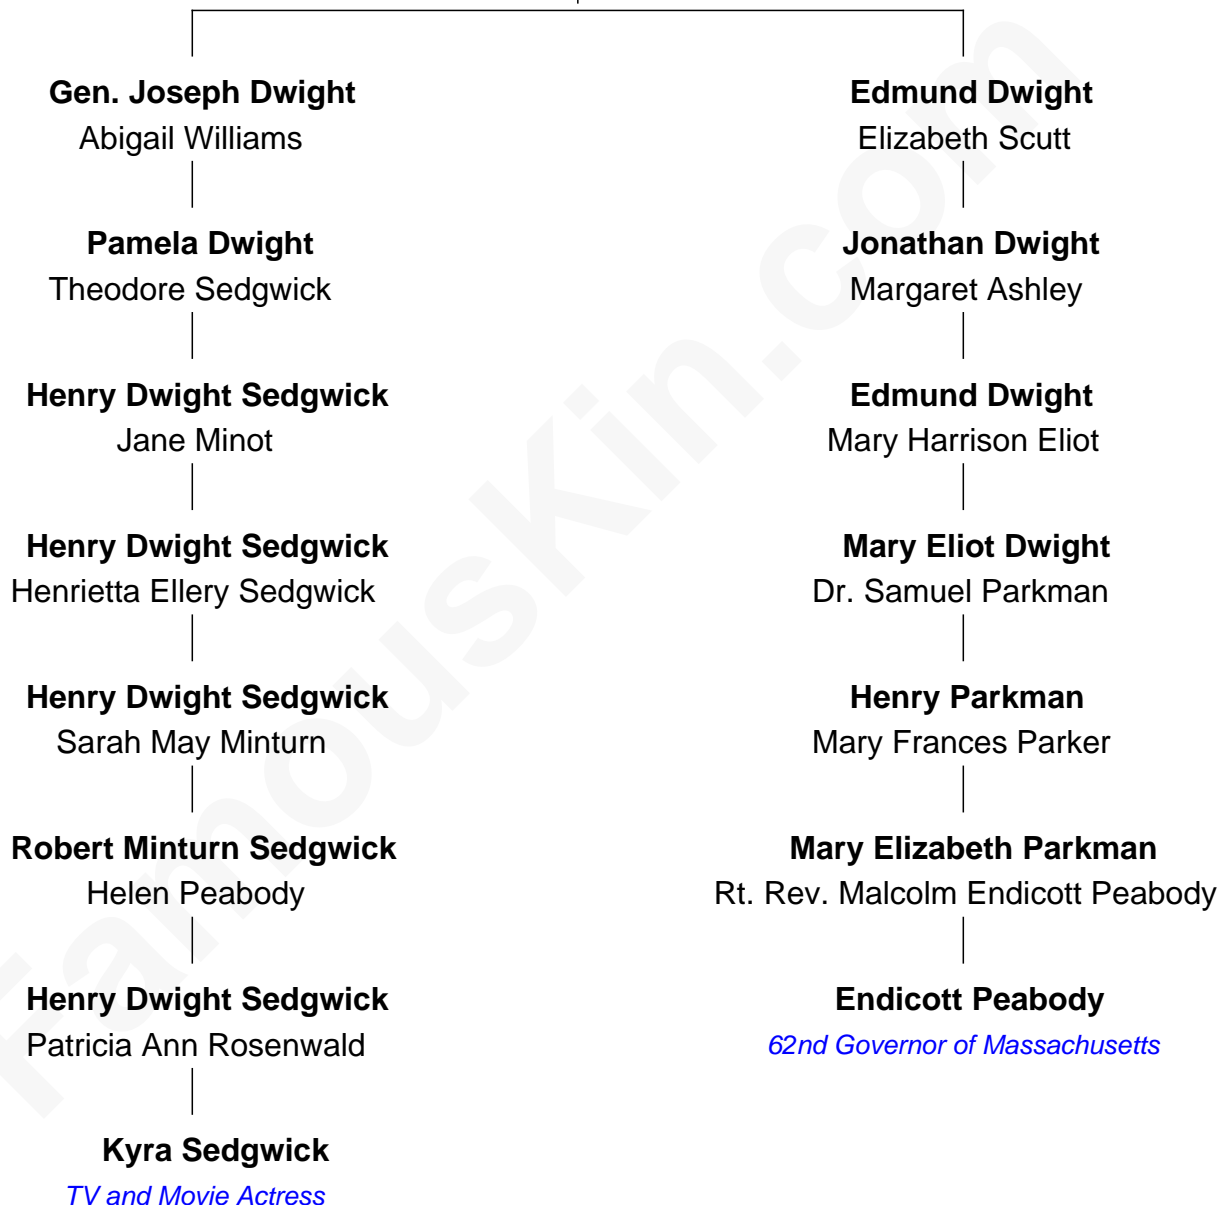 Gen. Joseph Dwight
Abigail Williams
Pamela Dwight
Theodore Sedgwick
Henry Dwight Sedgwick
Jane Minot
Henry Dwight Sedgwick
Henrietta Ellery Sedgwick
Henry Dwight Sedgwick
Sarah May Minturn
Robert Minturn Sedgwick
Helen Peabody
Henry Dwight Sedgwick
Patricia Ann Rosenwald
Kyra Sedgwick
TV and Movie Actress
Edmund Dwight
Elizabeth Scutt
Jonathan Dwight
Margaret Ashley
Edmund Dwight
Mary Harrison Eliot
Mary Eliot Dwight
Dr. Samuel Parkman
Henry Parkman
Mary Frances Parker
Mary Elizabeth Parkman
Rt. Rev. Malcolm Endicott Peabody
Endicott Peabody
62nd Governor of Massachusetts
FamousKin.com